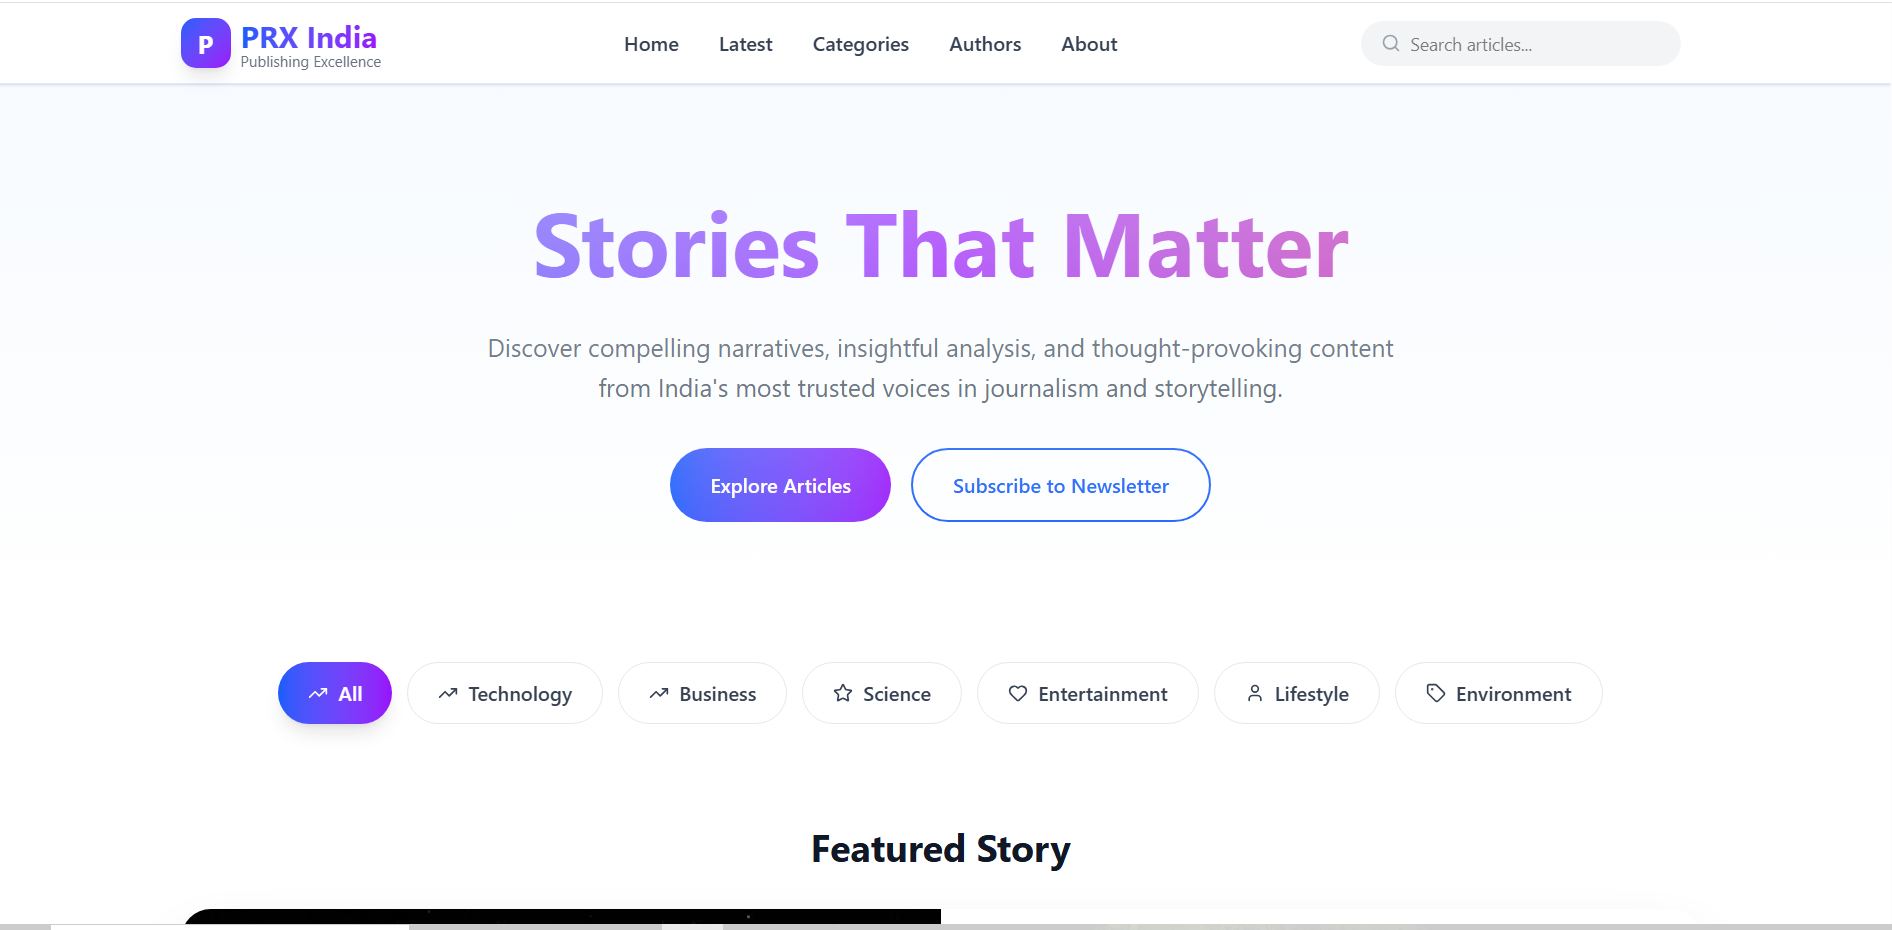 P
PRX India
Publishing Excellence
Home
Latest
Categories
Authors
About
Search articles...
Stories That Matter
Discover compelling narratives, insightful analysis, and thought-provoking content
from India's most trusted voices in journalism and storytelling.
Explore Articles
Subscribe to Newsletter
All
Technology
Business
Science
Entertainment
Lifestyle
Environment
Featured Story